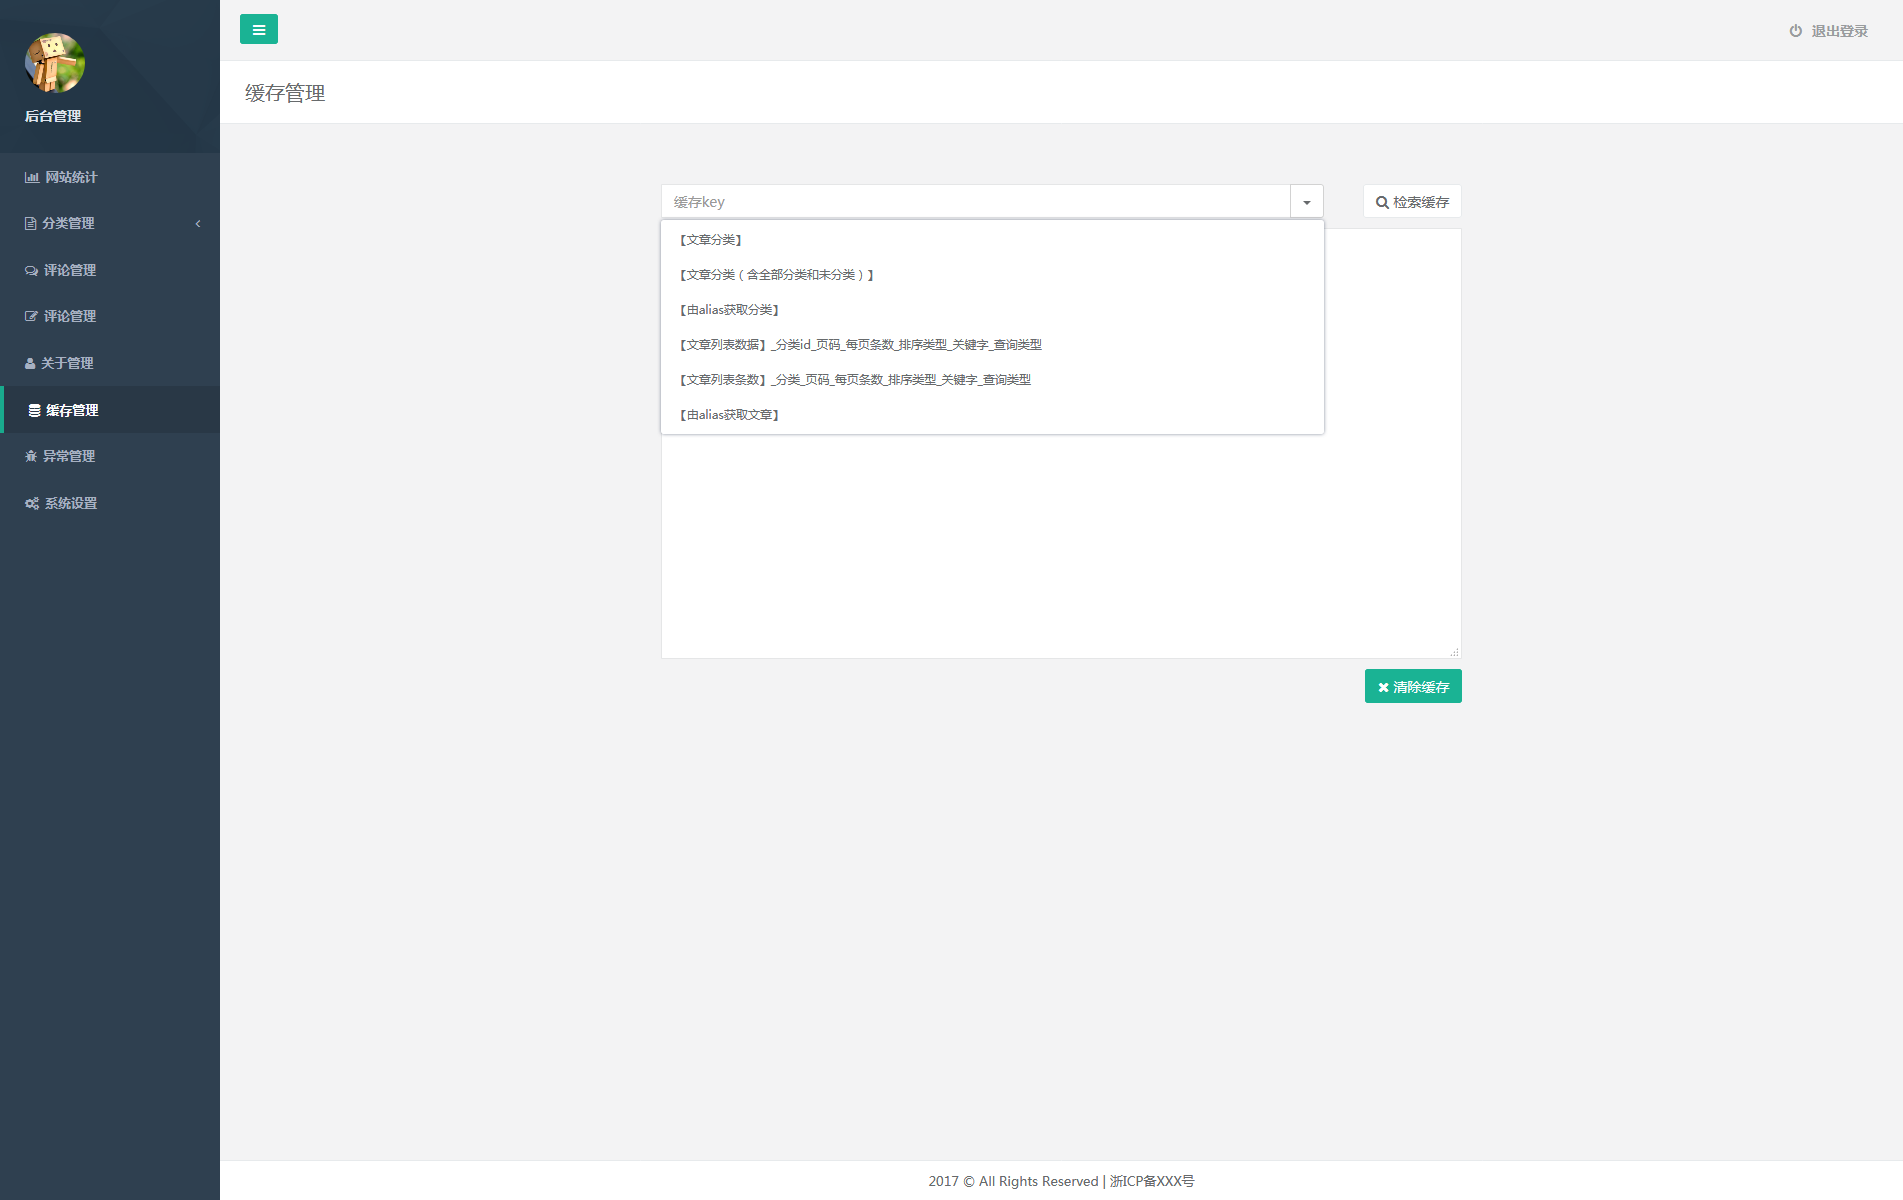 退出登录
后台管理
网站统计
分类管理
评论管理
评论管理
关于管理
缓存管理
异常管理
系统设置
缓存管理
缓存key
检索缓存
【文章分类】
【文章分类（含全部分类和未分类）】
【由alias获取分类】
【文章列表数据】_分类id_页码_每页条数_排序类型_关键字_查询类型
【文章列表条数】_分类_页码_每页条数_排序类型_关键字_查询类型
【由alias获取文章】
清除缓存
2017 © All Rights Reserved | 浙ICP备XXX号